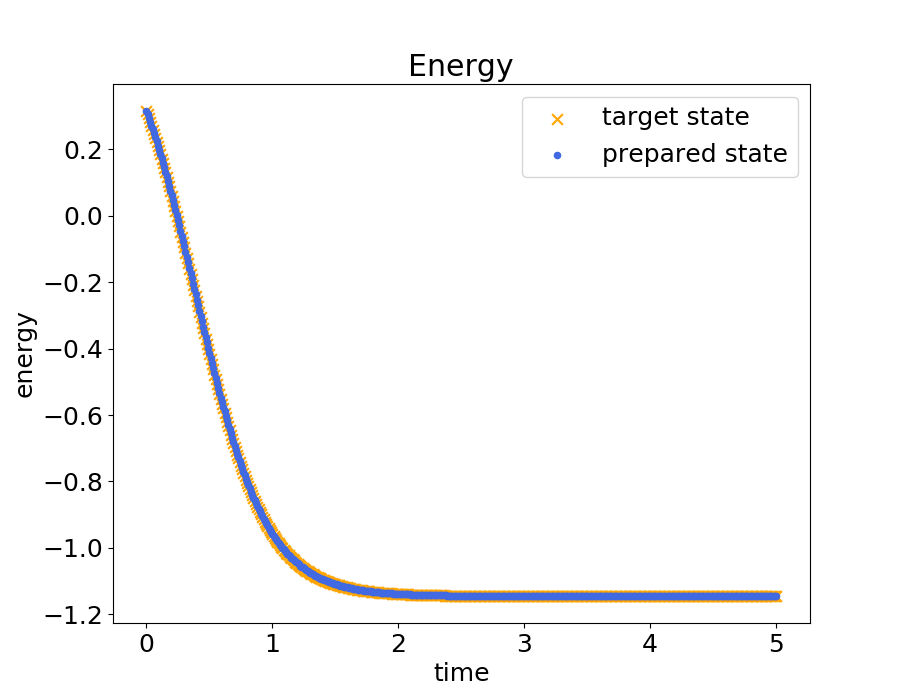 Energy
target state
prepared state
energy
0.2
0.0
−0.2
−0.4
−0.6
−0.8
−1.0
−1.2
0 1 2 3 4 5
time